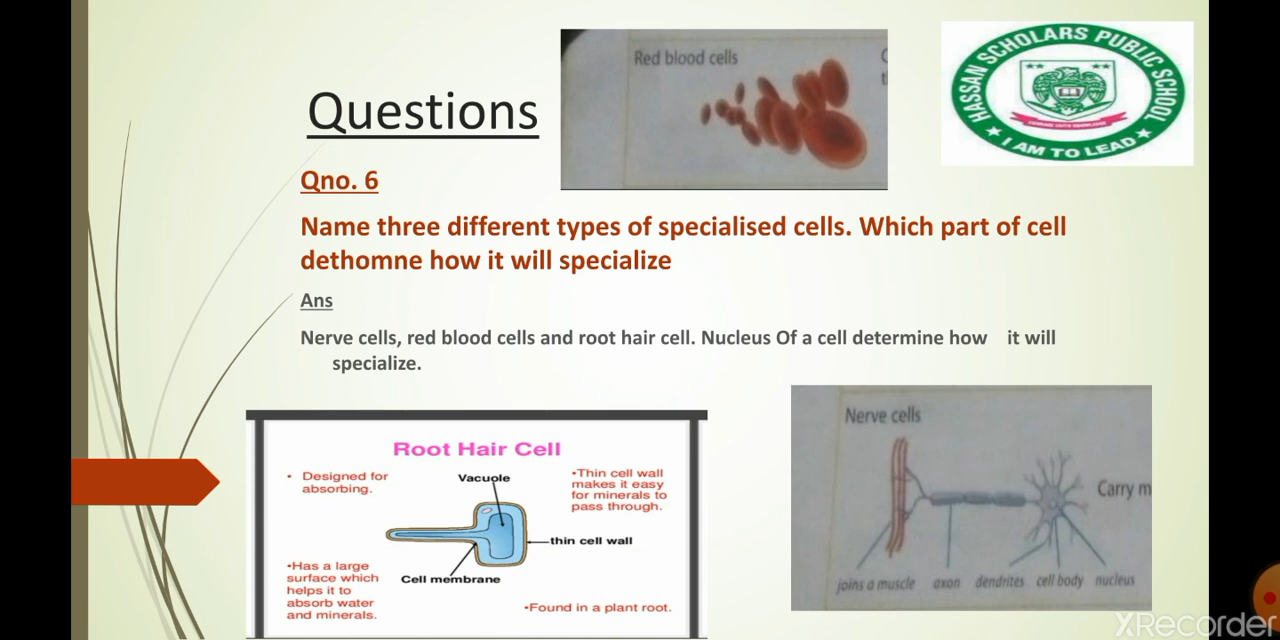 Questions
Red blood cells
HASSAN SCHOLARS PUBLIC SCHOOL
I AM TO LEAD
Qno. 6
Name three different types of specialised cells. Which part of cell
dethomne how it will specialize
Ans
Nerve cells, red blood cells and root hair cell. Nucleus Of a cell determine how it will
specialize.
Root Hair Cell
• Designed for
absorbing.
Vacuole
•Thin cell wall
makes it easy
for minerals to
pass through.
thin cell wall
Cell membrane
•Has a large
surface which
helps it to
absorb water
and minerals.
•Found in a plant root.
Nerve cells
Carry m
joins a muscle axon dendrites cell body nucleus
XRecorder